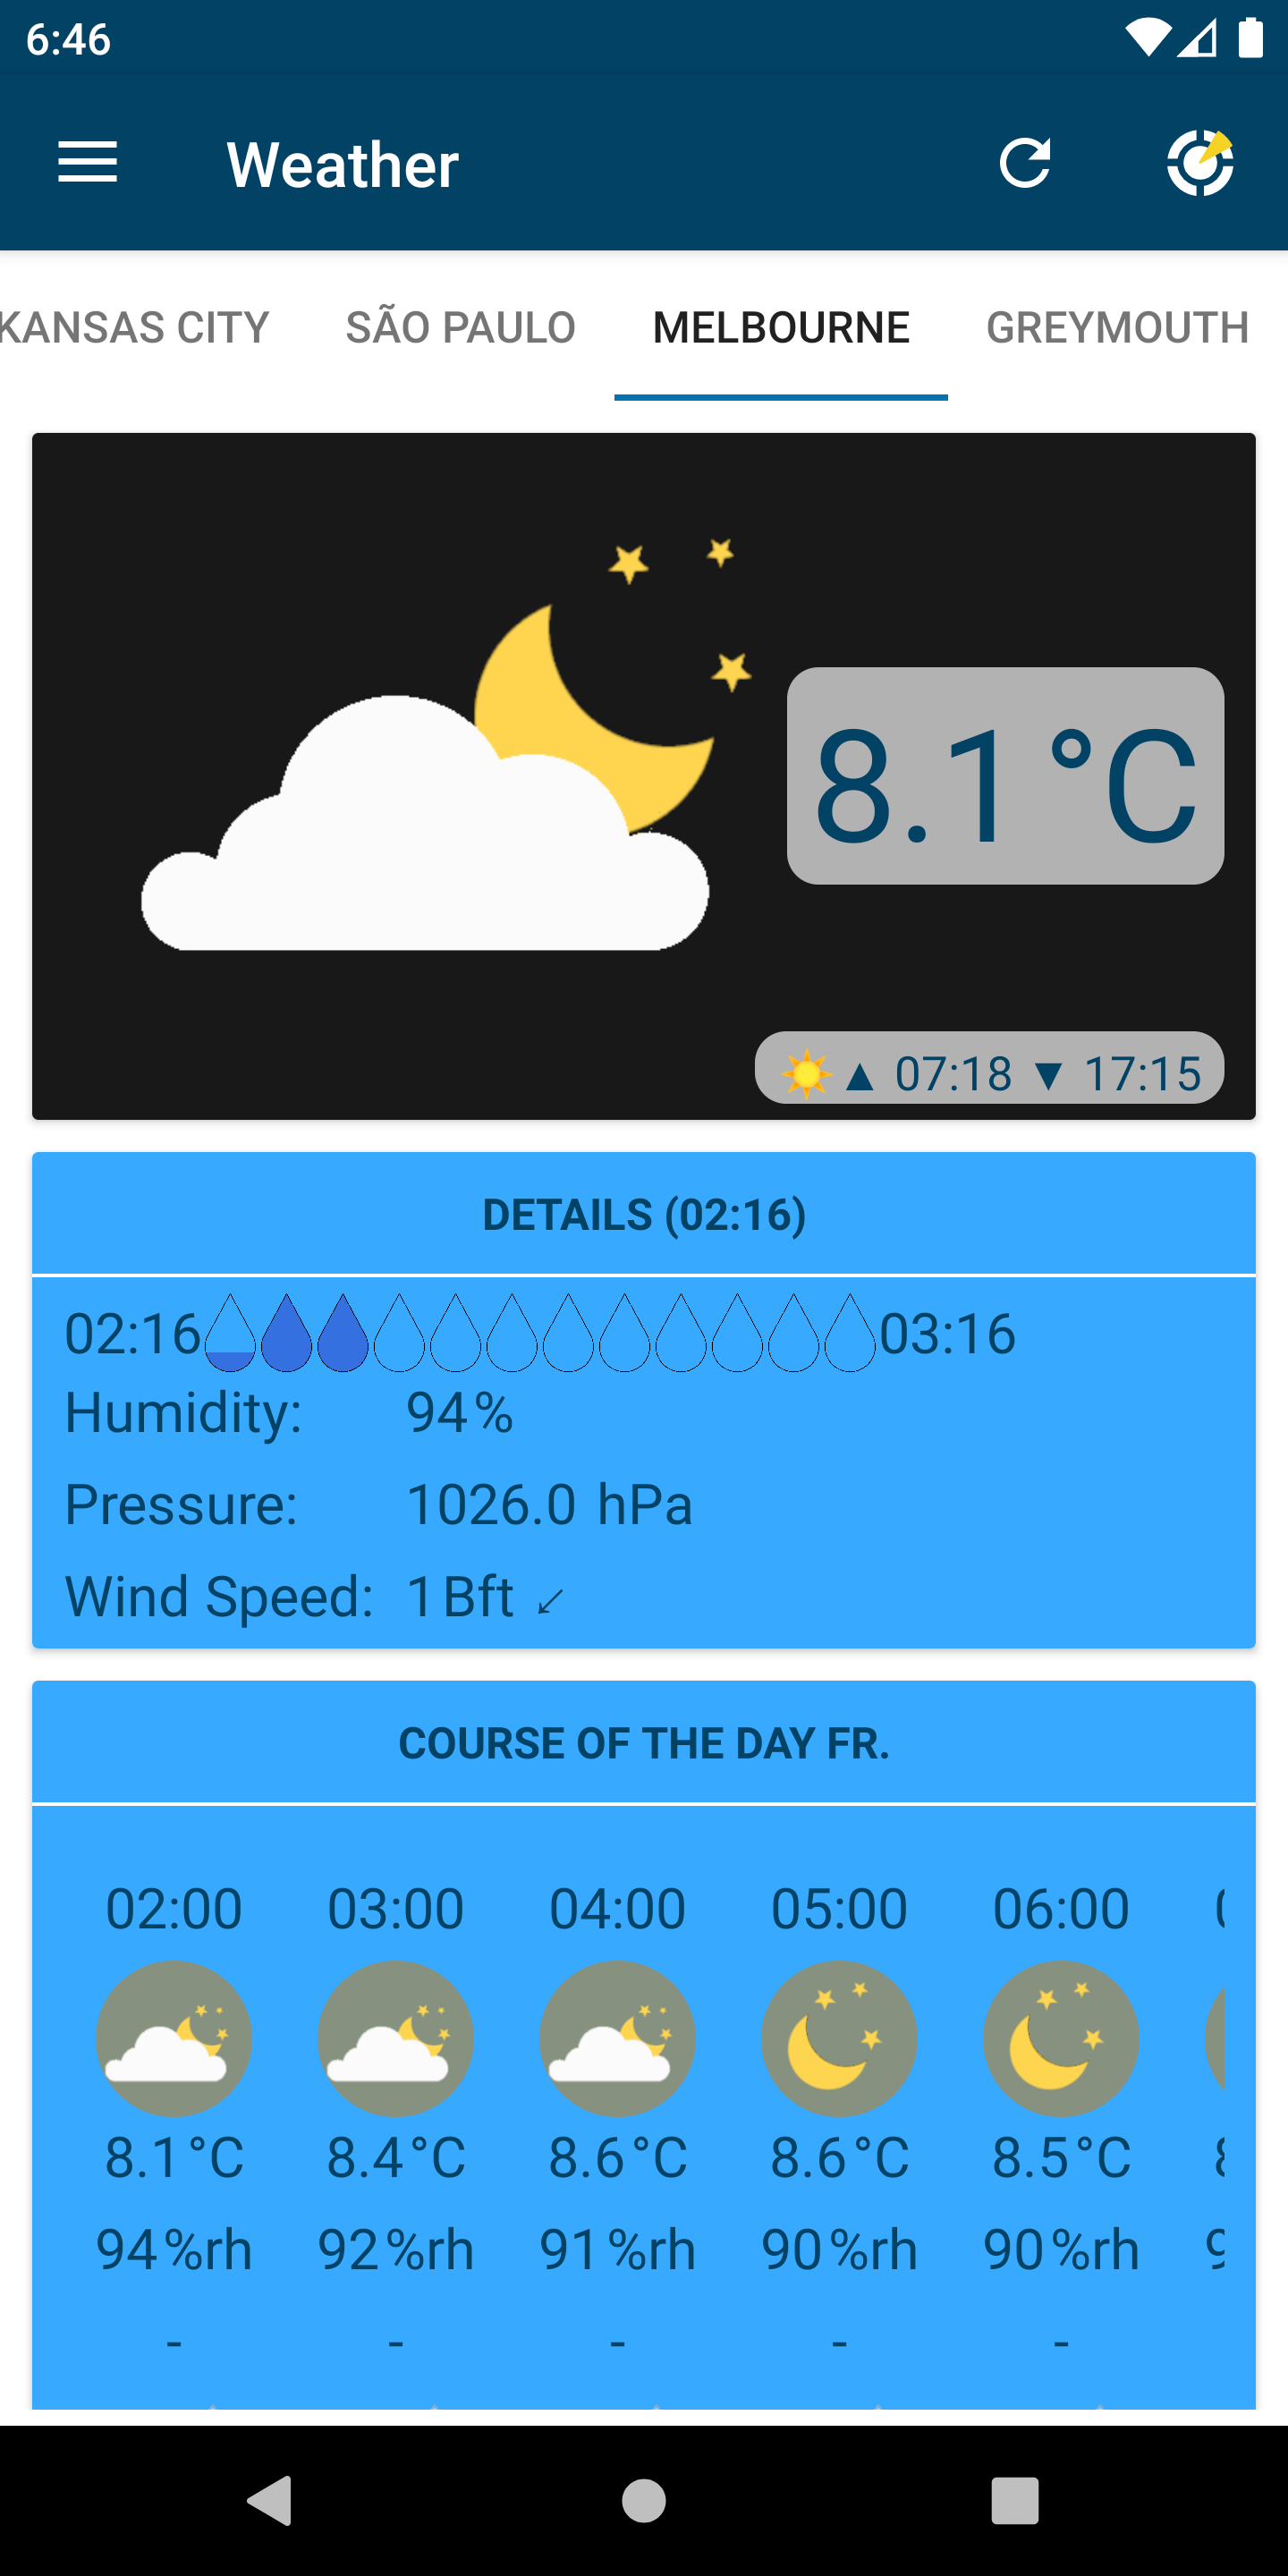 6:46
Weather
KANSAS CITY SÃO PAULO MELBOURNE GREYMOUTH
8.1 °C
▲ 07:18 ▼ 17:15
DETAILS (02:16)
02:16 03:16
Humidity: 94 %
Pressure: 1026.0 hPa
Wind Speed: 1 Bft ↙
COURSE OF THE DAY FR.
02:00 03:00 04:00 05:00 06:00
8.1 °C 8.4 °C 8.6 °C 8.6 °C 8.5 °C
94 %rh 92 %rh 91 %rh 90 %rh 90 %rh
- - - - -